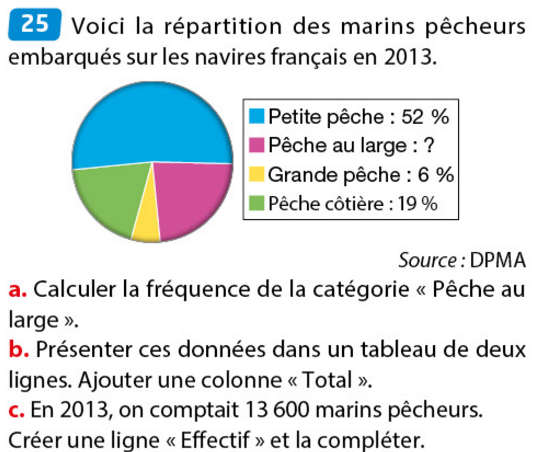 25 Voici la répartition des marins pêcheurs
embarqués sur les navires français en 2013.
Petite pêche : 52 %
Pêche au large : ?
Grande pêche : 6 %
Pêche côtière : 19 %
Source : DPMA
a. Calculer la fréquence de la catégorie « Pêche au
large ».
b. Présenter ces données dans un tableau de deux
lignes. Ajouter une colonne « Total ».
c. En 2013, on comptait 13 600 marins pêcheurs.
Créer une ligne « Effectif » et la compléter.